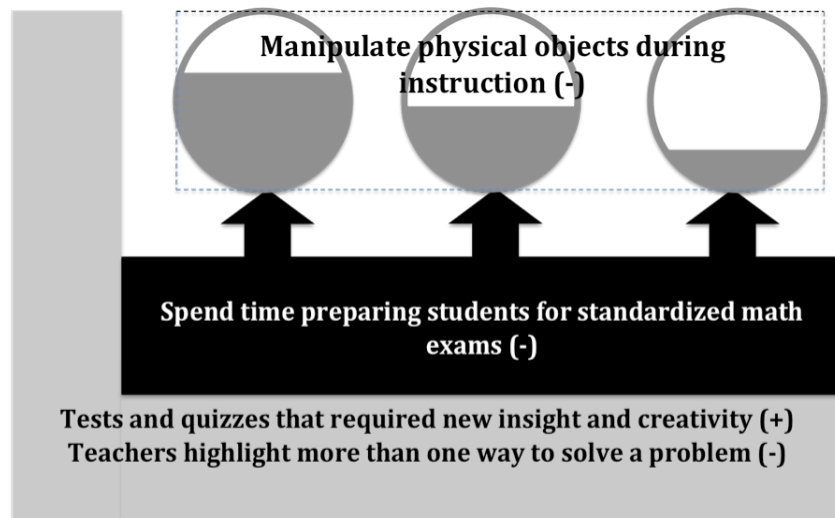 Manipulate physical objects during
instruction (-)
Spend time preparing students for standardized math
exams (-)
Tests and quizzes that required new insight and creativity (+)
Teachers highlight more than one way to solve a problem (-)